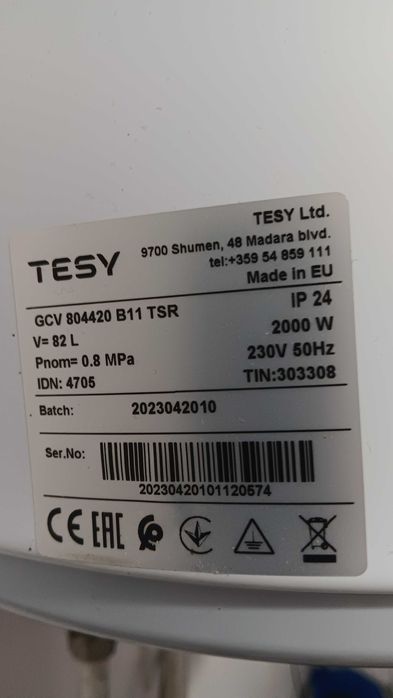 TESY
TESY Ltd.
9700 Shumen, 48 Madara blvd.
tel:+359 54 859 111
Made in EU
GCV 804420 B11 TSR
IP 24
V= 82 L
2000 W
Pnom= 0.8 MPa
230V 50Hz
IDN: 4705
TIN:303308
Batch: 2023042010
Ser.No:
20230420101120574
CE EAC